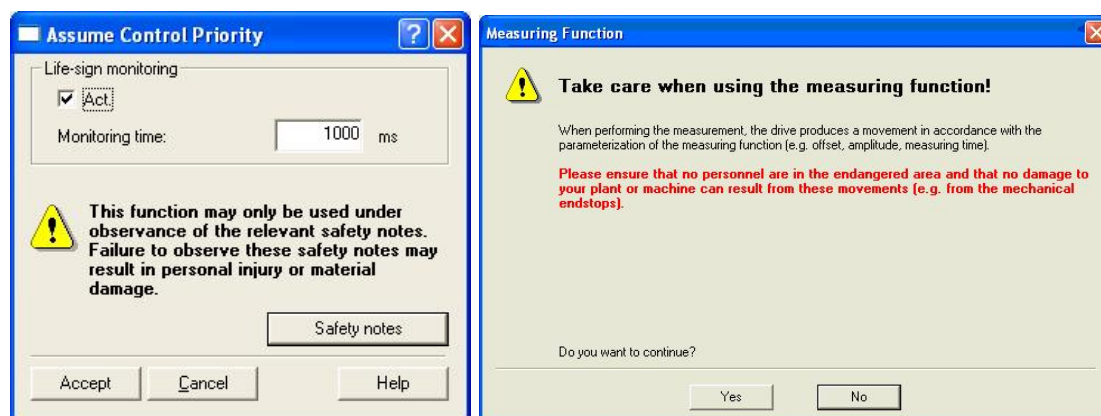 Assume Control Priority
Life-sign monitoring
Act.
Monitoring time: 1000 ms
This function may only be used under
observance of the relevant safety notes.
Failure to observe these safety notes may
result in personal injury or material
damage.
Safety notes
Accept Cancel Help
Measuring Function
Take care when using the measuring function!
When performing the measurement, the drive produces a movement in accordance with the
parameterization of the measuring function (e.g. offset, amplitude, measuring time).
Please ensure that no personnel are in the endangered area and that no damage to
your plant or machine can result from these movements (e.g. from the mechanical
endstops).
Do you want to continue?
Yes No